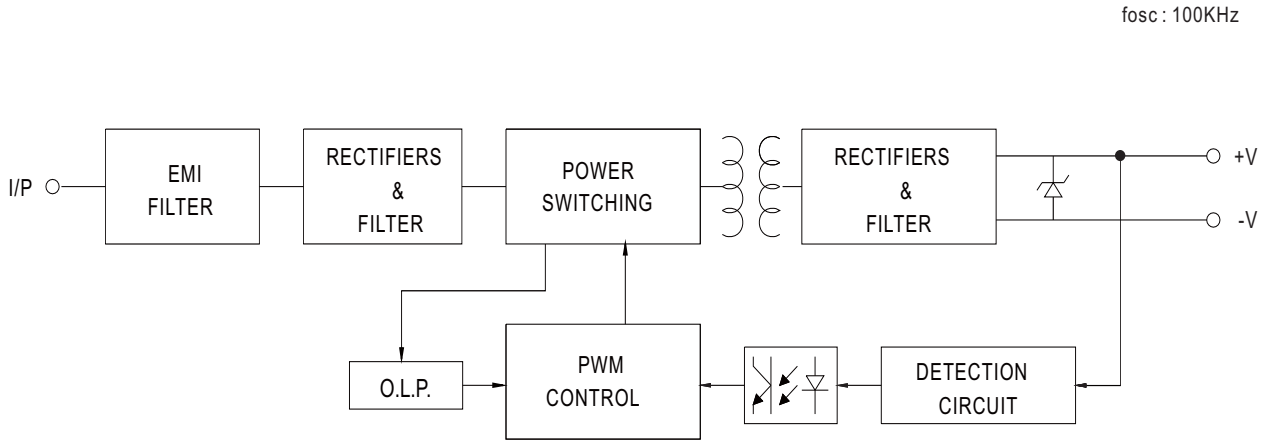 fosc : 100KHz
I/P
EMI
FILTER
RECTIFIERS
&
FILTER
POWER
SWITCHING
RECTIFIERS
&
FILTER
+V
-V
O.L.P.
PWM
CONTROL
DETECTION
CIRCUIT